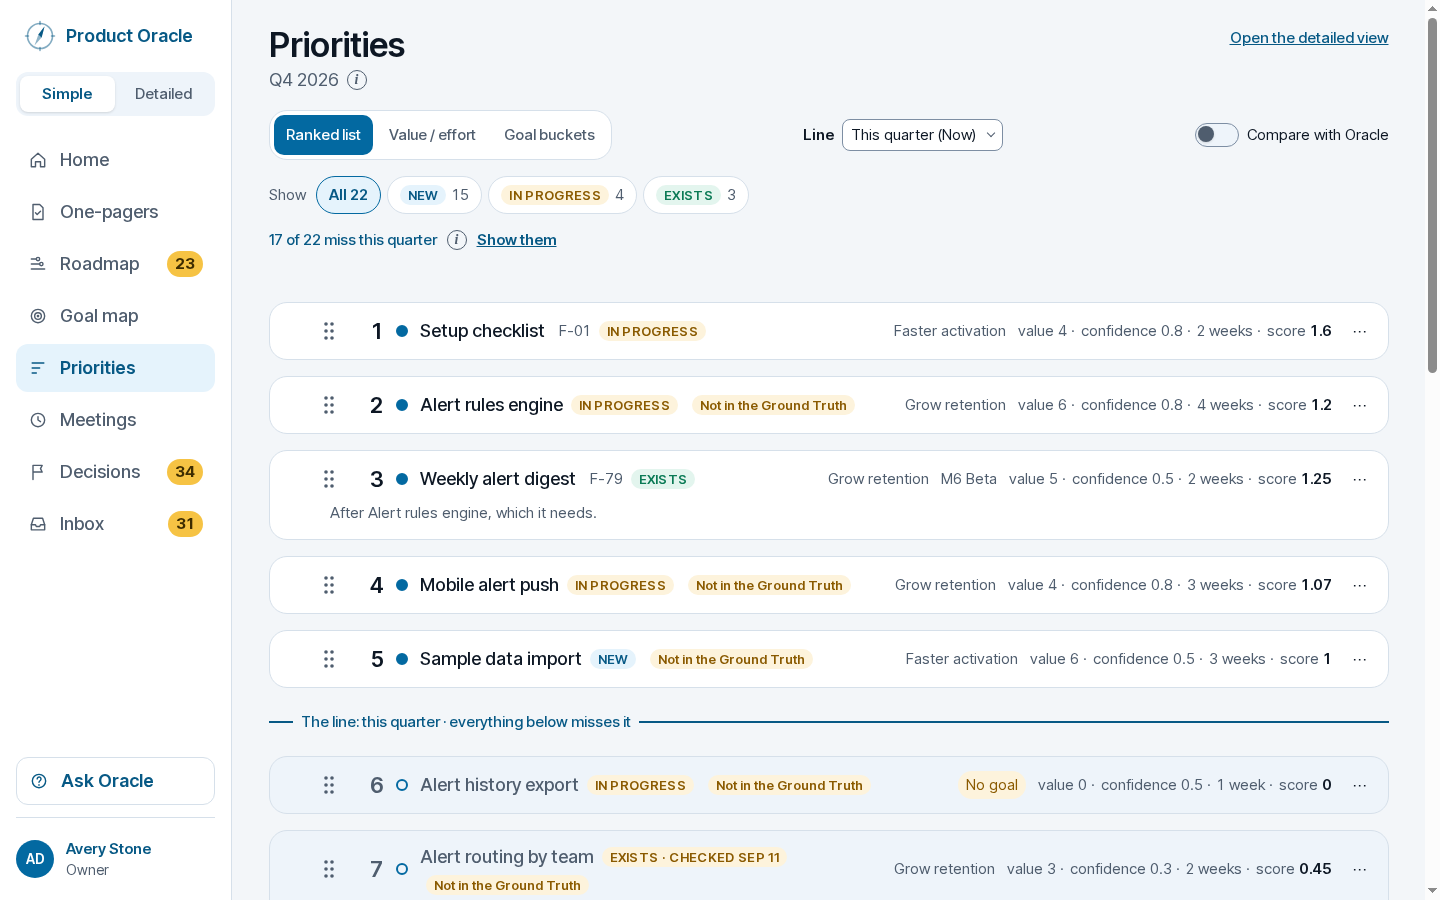 Product Oracle
Simple Detailed
Home
One-pagers
Roadmap 23
Goal map
Priorities
Meetings
Decisions 34
Inbox 31
Ask Oracle
AD Avery Stone
Owner
Priorities
Open the detailed view
Q4 2026 i
Ranked list Value / effort Goal buckets
Line This quarter (Now)
Compare with Oracle
Show All 22 NEW 15 IN PROGRESS 4 EXISTS 3
17 of 22 miss this quarter i Show them
1 Setup checklist F-01 IN PROGRESS Faster activation value 4 · confidence 0.8 · 2 weeks · score 1.6 ...
2 Alert rules engine IN PROGRESS Not in the Ground Truth Grow retention value 6 · confidence 0.8 · 4 weeks · score 1.2 ...
3 Weekly alert digest F-79 EXISTS Grow retention M6 Beta value 5 · confidence 0.5 · 2 weeks · score 1.25 ...
After Alert rules engine, which it needs.
4 Mobile alert push IN PROGRESS Not in the Ground Truth Grow retention value 4 · confidence 0.8 · 3 weeks · score 1.07 ...
5 Sample data import NEW Not in the Ground Truth Faster activation value 6 · confidence 0.5 · 3 weeks · score 1 ...
The line: this quarter · everything below misses it
6 Alert history export IN PROGRESS Not in the Ground Truth No goal value 0 · confidence 0.5 · 1 week · score 0 ...
7 Alert routing by team EXISTS · CHECKED SEP 11 Grow retention value 3 · confidence 0.3 · 2 weeks · score 0.45 ...
Not in the Ground Truth